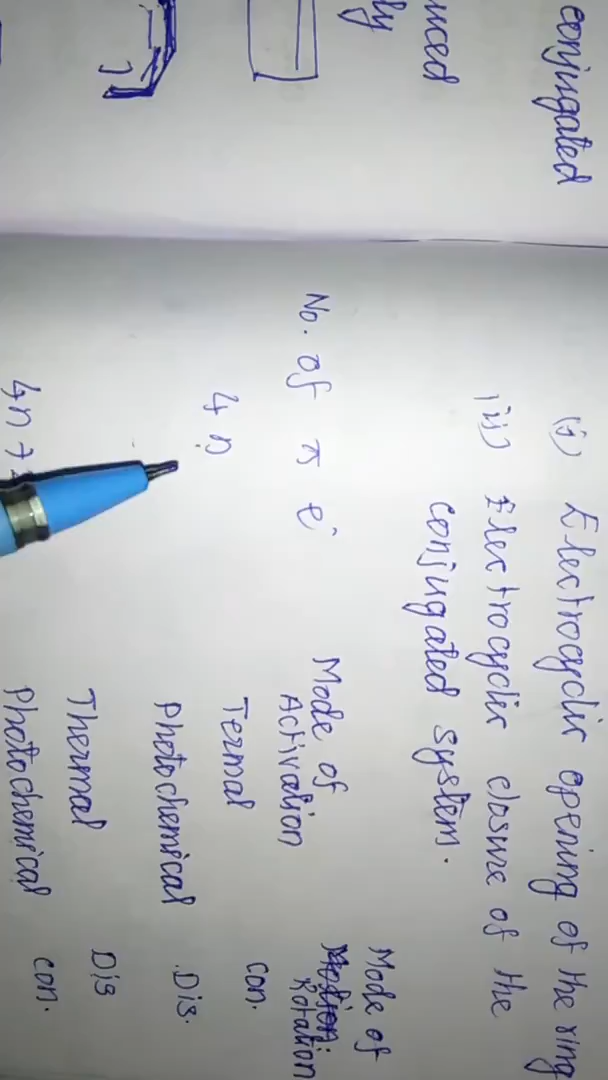 conjugated
uced
ly
(i) Electrocyclic opening of the ring
(ii) Electrocyclic closure of the
conjugated system.
No. of π e⁻ Mode of Activation Mode of Rotation
4n Termal Con.
Photochemical Dis.
4n+ Thermal Dis
Photochemical Con.